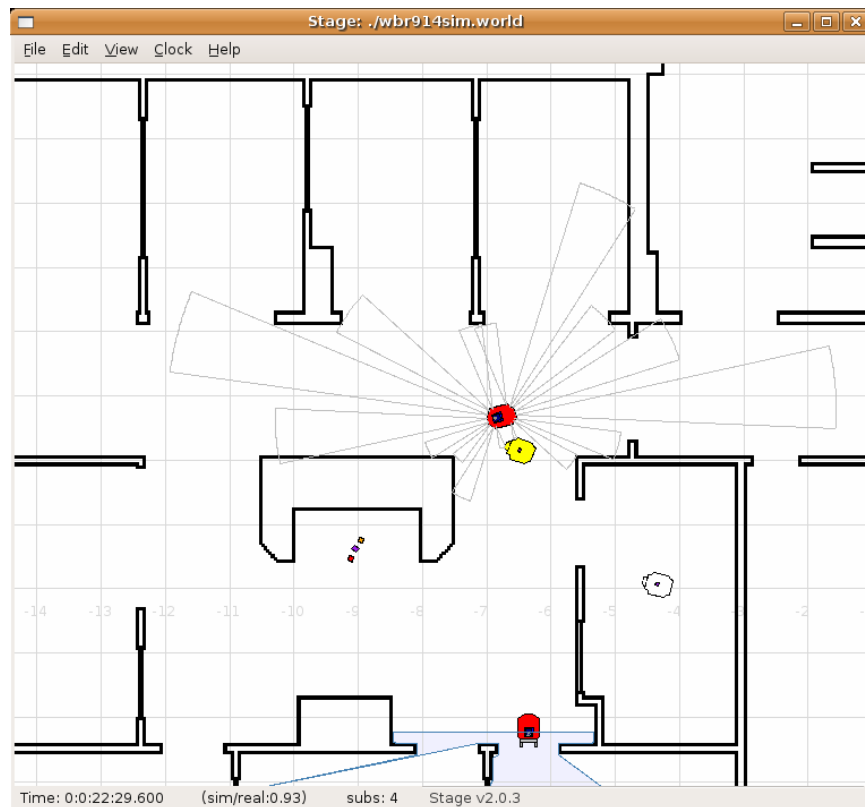 Stage: ./wbr914sim.world
File Edit View Clock Help
-14 -13 -12 -11 -10 -9 -8 -7 -6 -5 -4 -3 -2
Time: 0:0:22:29.600 (sim/real:0.93) subs: 4 Stage v2.0.3